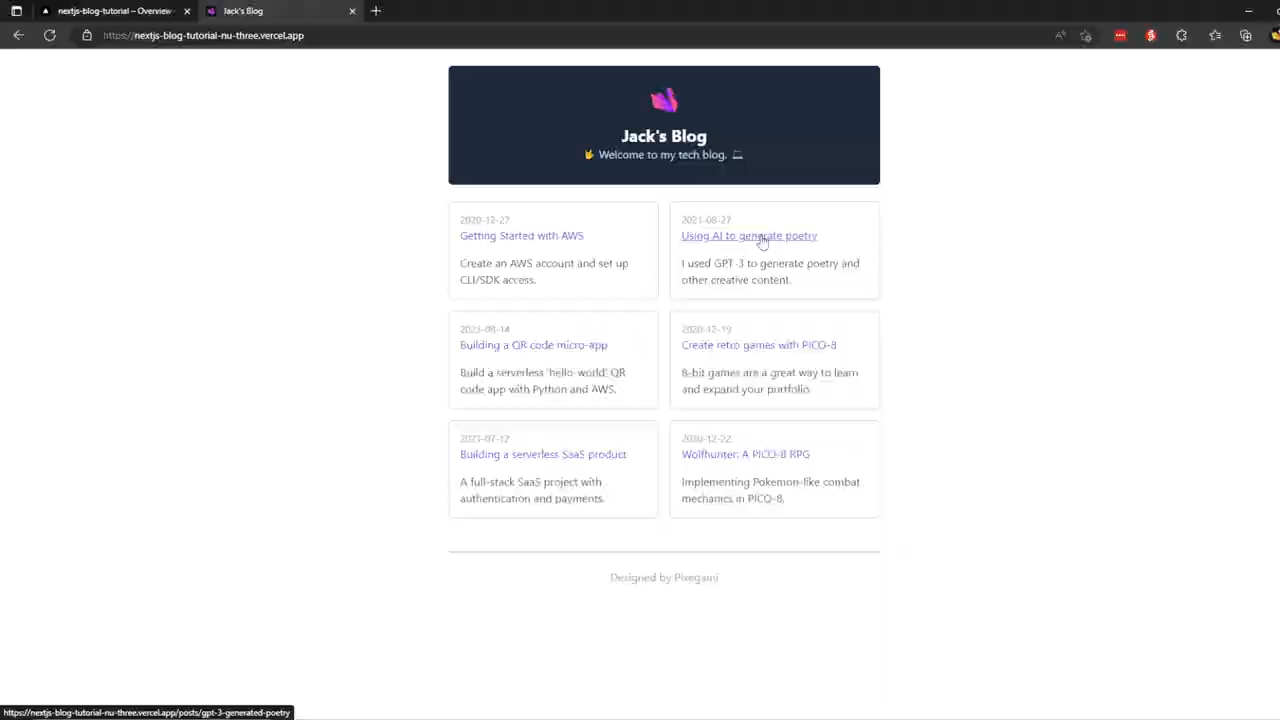 nextjs-blog-tutorial – Overview
Jack's Blog
https://nextjs-blog-tutorial-nu-three.vercel.app
Jack's Blog
🤟 Welcome to my tech blog. 💻
2020-12-27
Getting Started with AWS
Create an AWS account and set up
CLI/SDK access.
2021-08-27
Using AI to generate poetry
I used GPT-3 to generate poetry and
other creative content.
Building a QR code micro-app
Build a serverless 'hello-world' QR
code app with Python and AWS.
2020-12-19
Create retro games with PICO-8
8-bit games are a great way to learn
and expand your portfolio.
2021-07-12
Building a serverless SaaS product
A full-stack SaaS project with
authentication and payments.
2020-12-22
Wolfhunter: A PICO-8 RPG
Implementing Pokemon-like combat
mechanics in PICO-8.
Designed by Pixegami
https://nextjs-blog-tutorial-nu-three.vercel.app/posts/gpt-3-generated-poetry